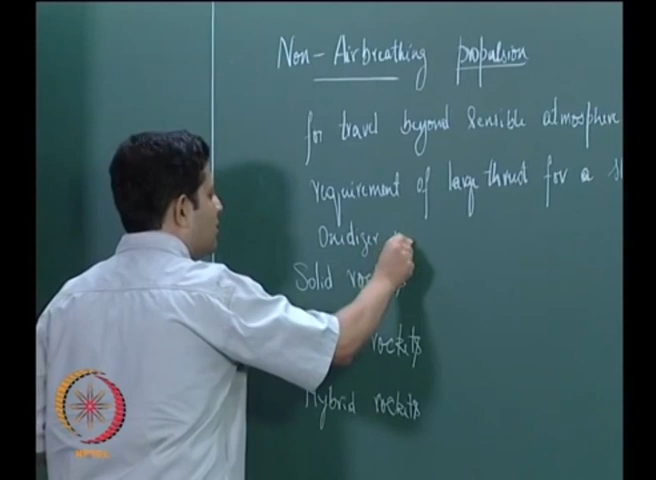 Non-Airbreathing propulsion
for travel beyond sensible atmosphere
requirement of large thrust for a
Oxidizer
Solid
rockets
Hybrid rockets
NPTEL